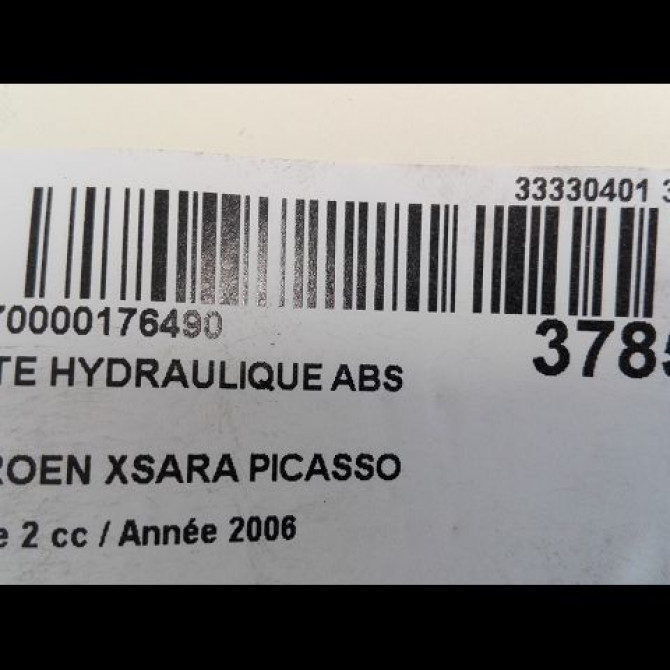 33330401 3
70000176490
3785
TE HYDRAULIQUE ABS
ROEN XSARA PICASSO
e 2 cc / Année 2006